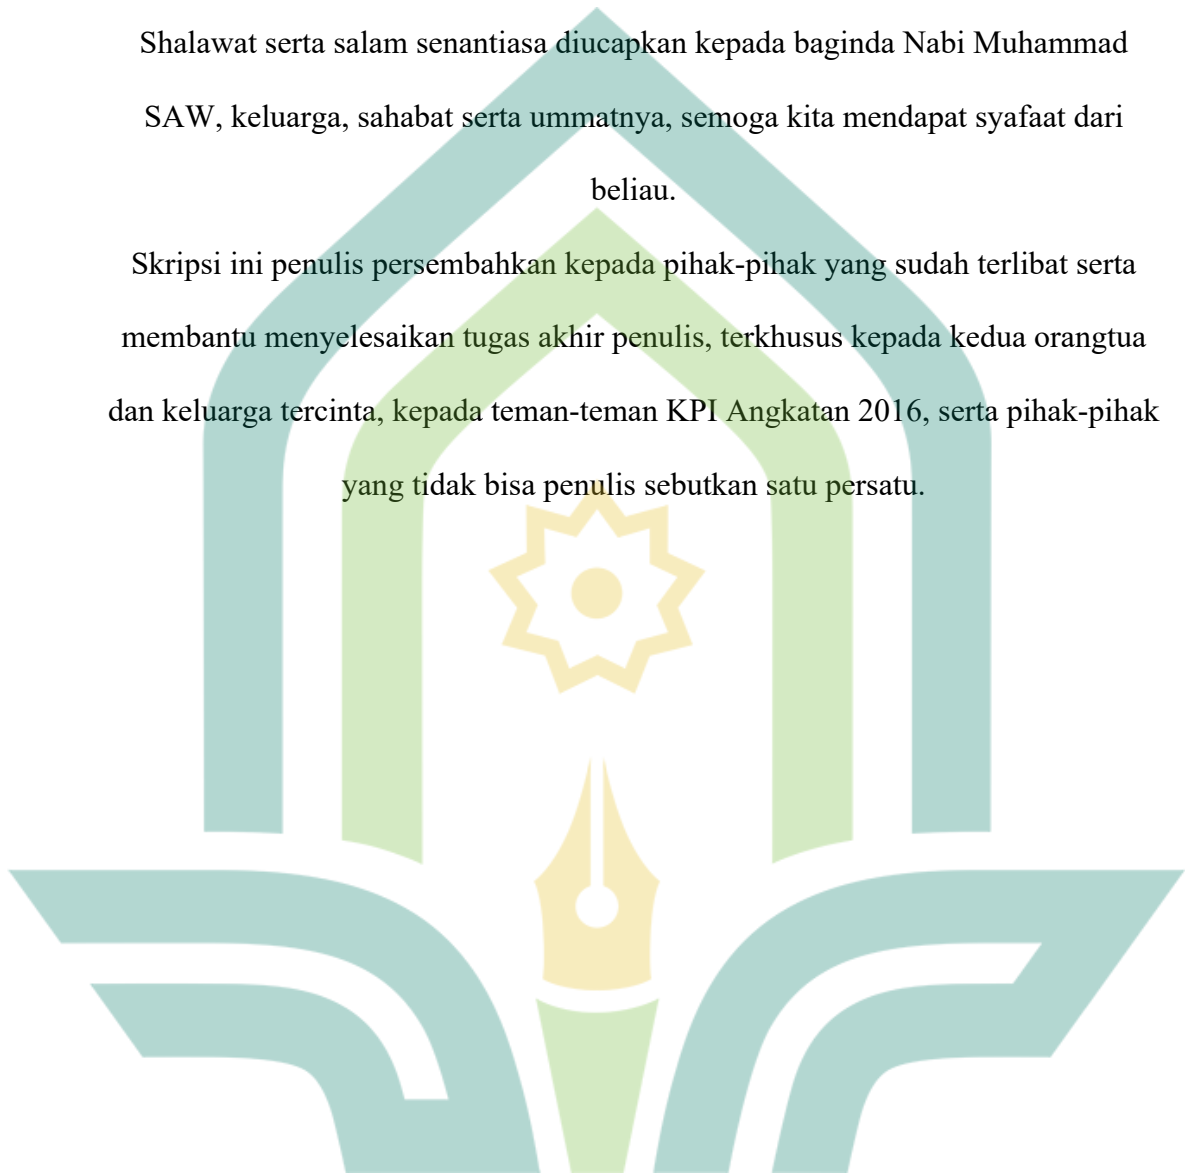 Shalawat serta salam senantiasa diucapkan kepada baginda Nabi Muhammad
SAW, keluarga, sahabat serta ummatnya, semoga kita mendapat syafaat dari
beliau.
Skripsi ini penulis persembahkan kepada pihak-pihak yang sudah terlibat serta
membantu menyelesaikan tugas akhir penulis, terkhusus kepada kedua orangtua
dan keluarga tercinta, kepada teman-teman KPI Angkatan 2016, serta pihak-pihak
yang tidak bisa penulis sebutkan satu persatu.